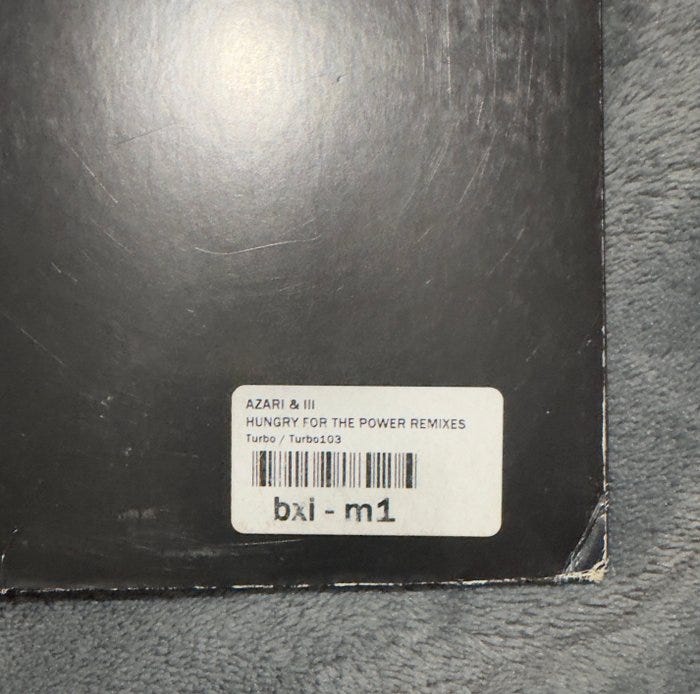 AZARI & III
HUNGRY FOR THE POWER REMIXES
Turbo / Turbo103
bxi - m1